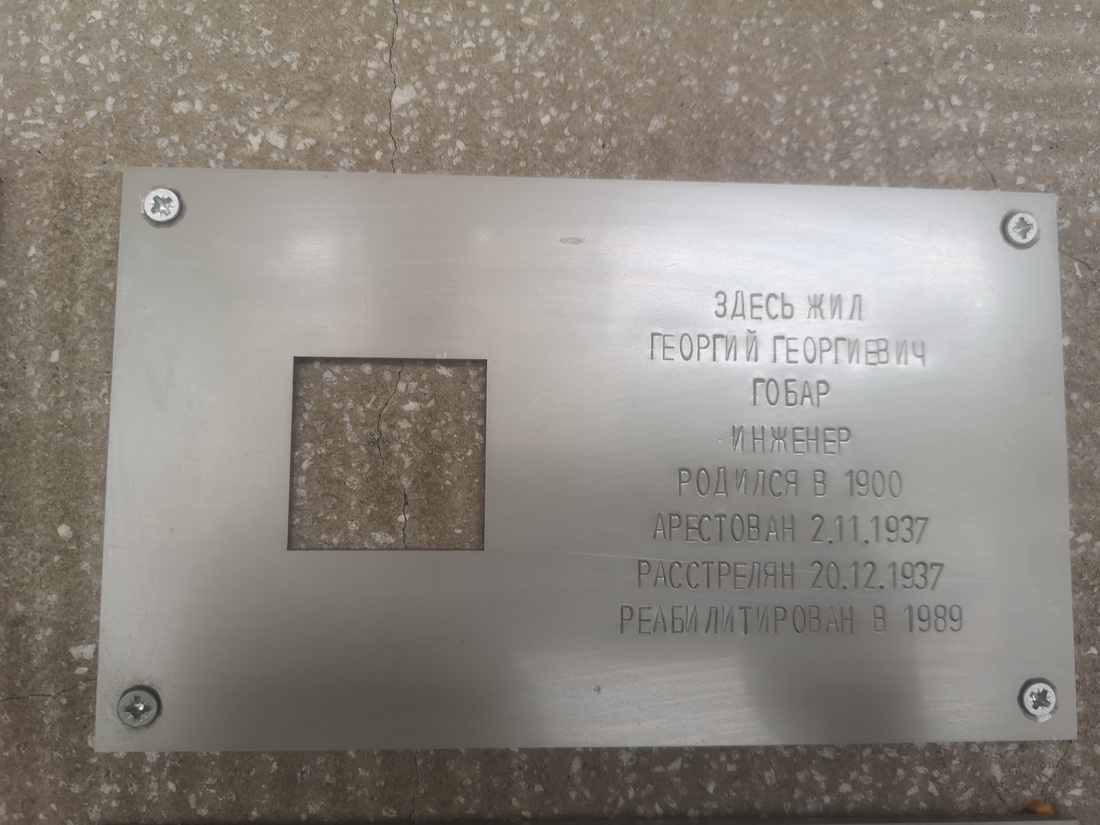 ЗДЕСЬ ЖИЛ
ГЕОРГИЙ ГЕОРГИЕВИЧ
ГОБАР
ИНЖЕНЕР
РОДИЛСЯ В 1900
АРЕСТОВАН 2.11.1937
РАССТРЕЛЯН 20.12.1937
РЕАБИЛИТИРОВАН В 1989